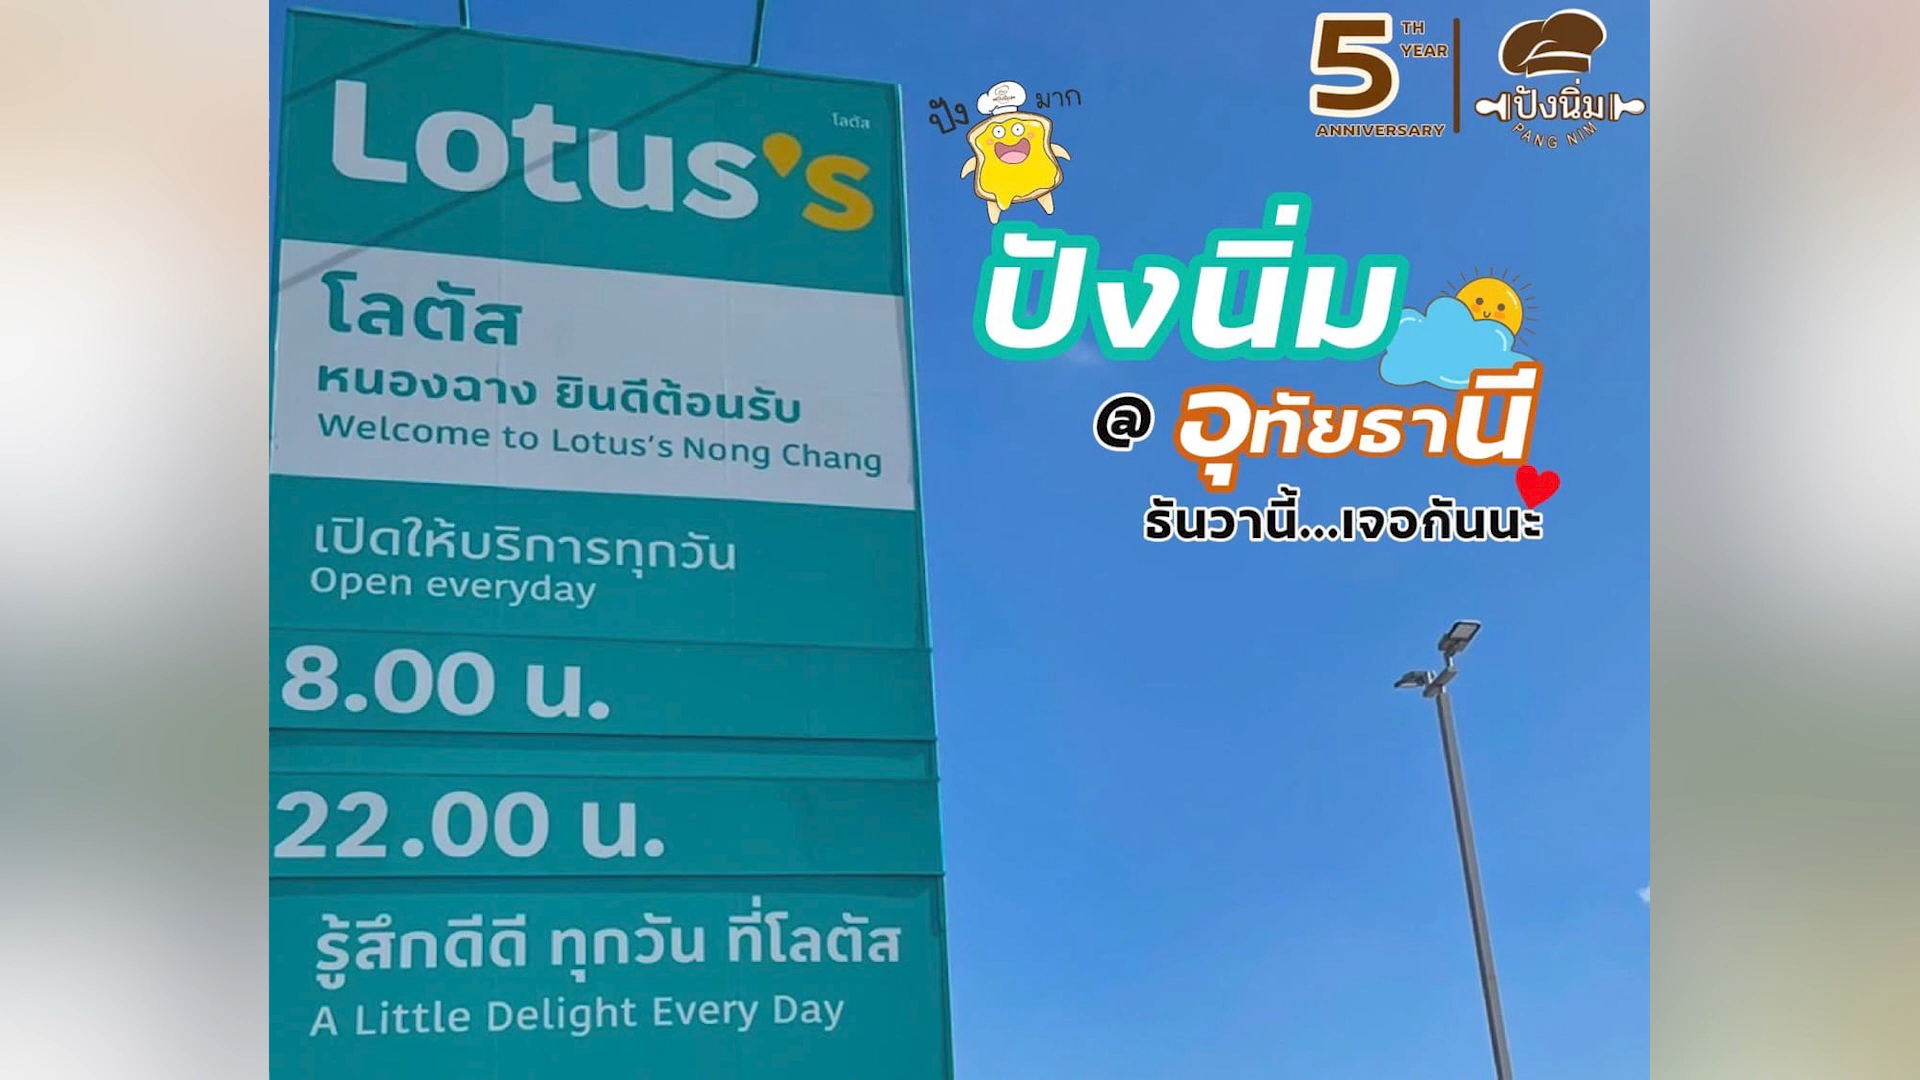 Lotus's
โลตัส
โลตัส
หนองฉาง ยินดีต้อนรับ
Welcome to Lotus's Nong Chang
เปิดให้บริการทุกวัน
Open everyday
8.00 น.
22.00 น.
รู้สึกดีดี ทุกวัน ที่โลตัส
A Little Delight Every Day
ปัง มาก
5TH YEAR
ANNIVERSARY
ปังนิ่ม
PANG NIM
ปังนิ่ม
@ อุทัยธานี
ธันวานี้...เจอกันนะ